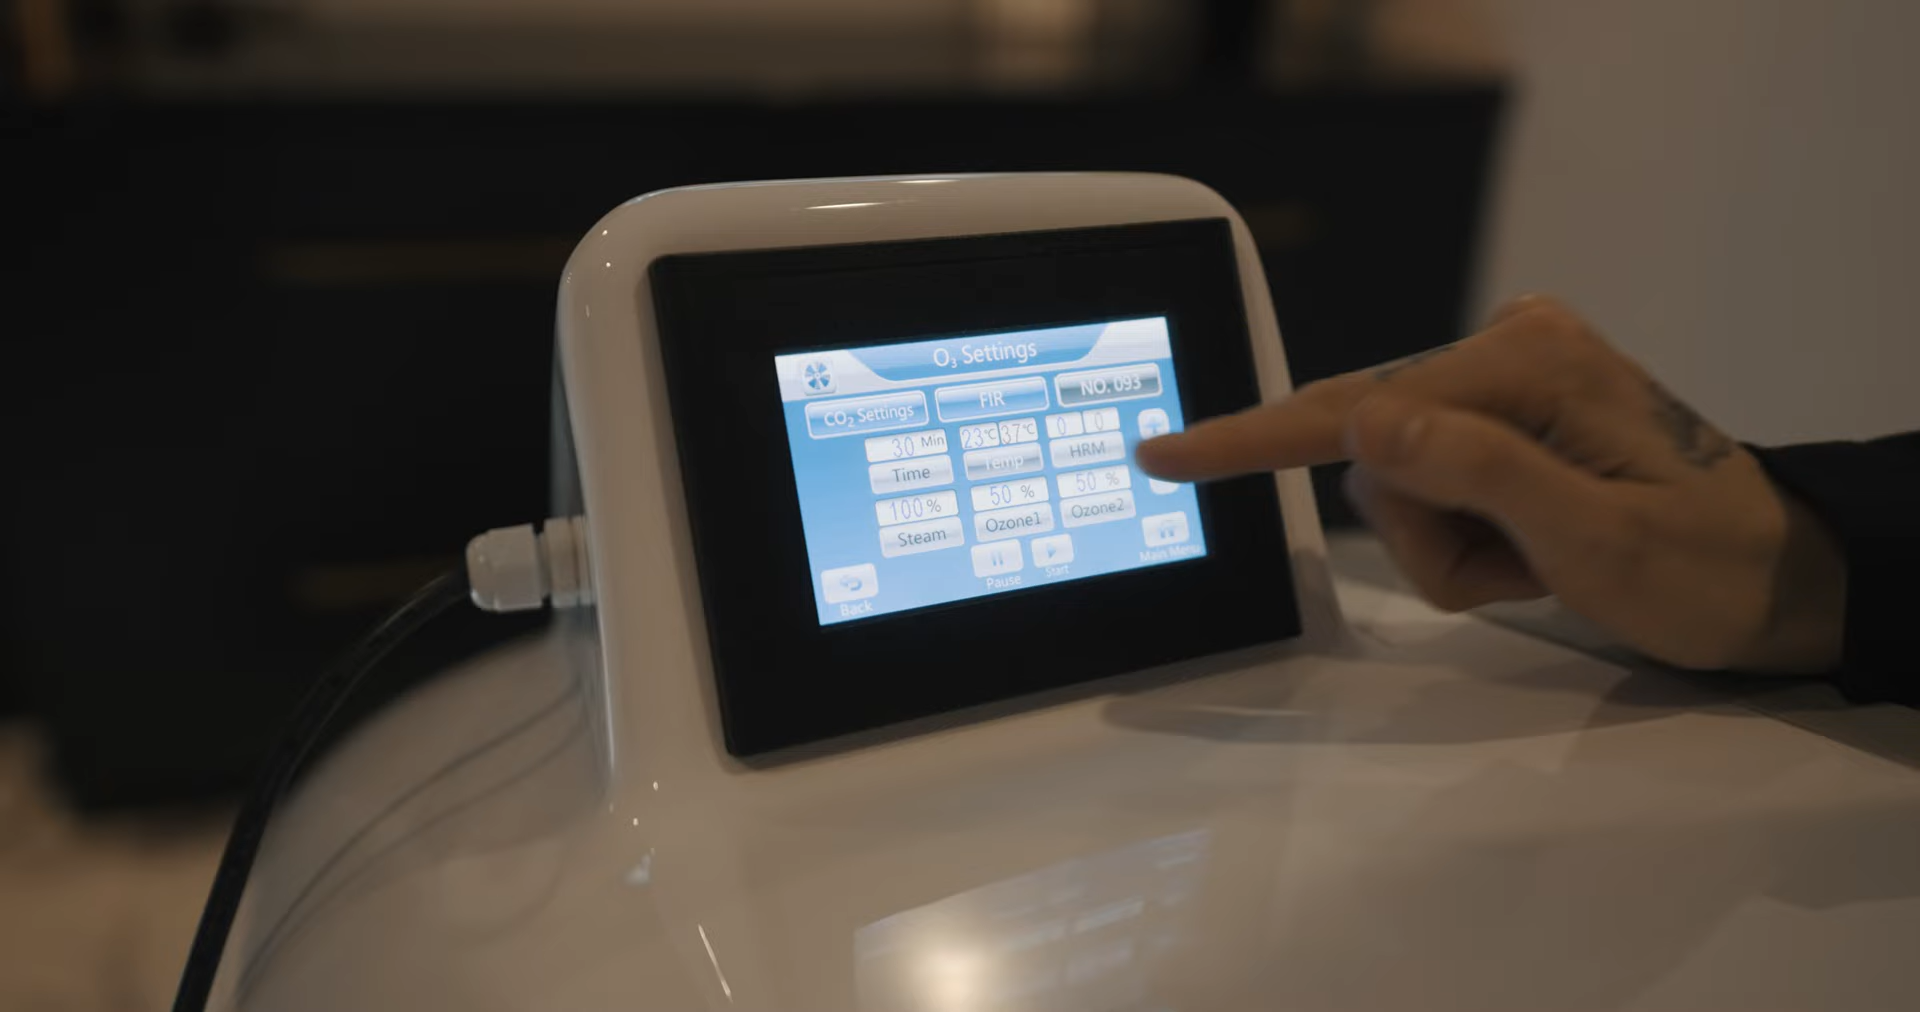 O₃ Settings
CO₂ Settings FIR NO. 093
30 Min 23℃ 37℃ 0 0
Time Temp HRM
100% 50 % 50 %
Steam Ozone1 Ozone2
Back Pause Start Main Menu